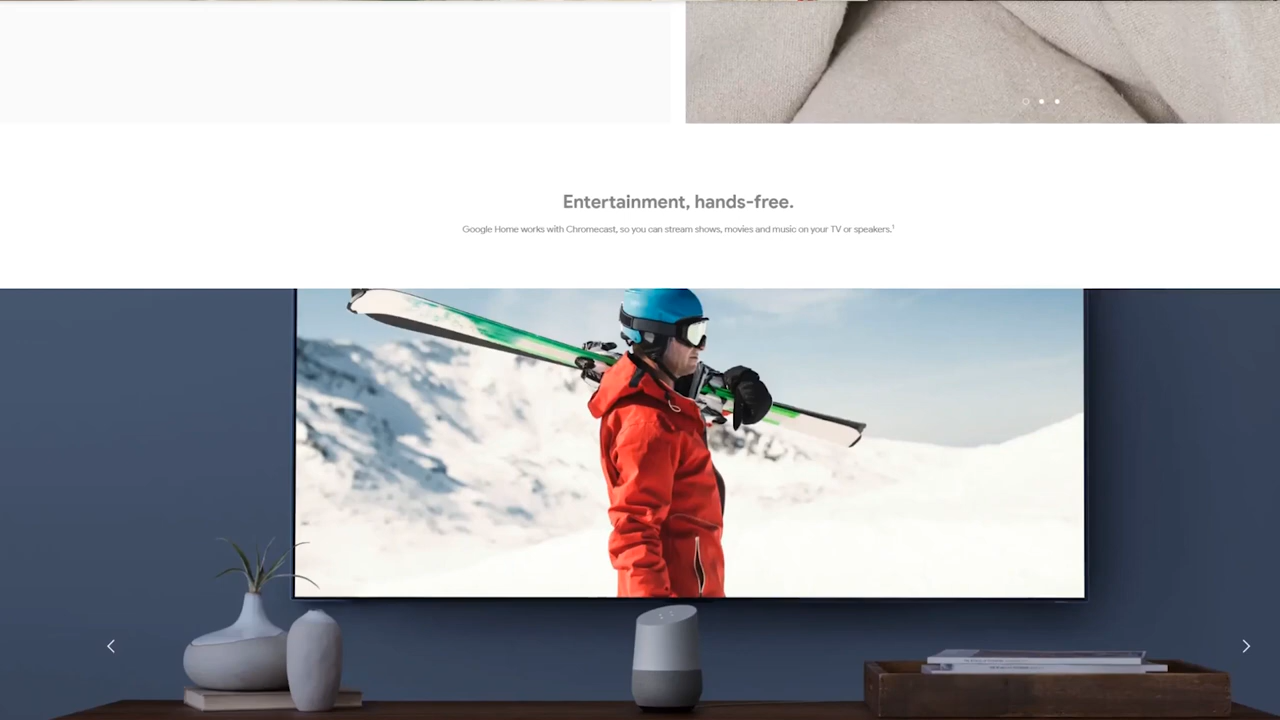 Entertainment, hands-free.
Google Home works with Chromecast, so you can stream shows, movies and music on your TV or speakers.¹